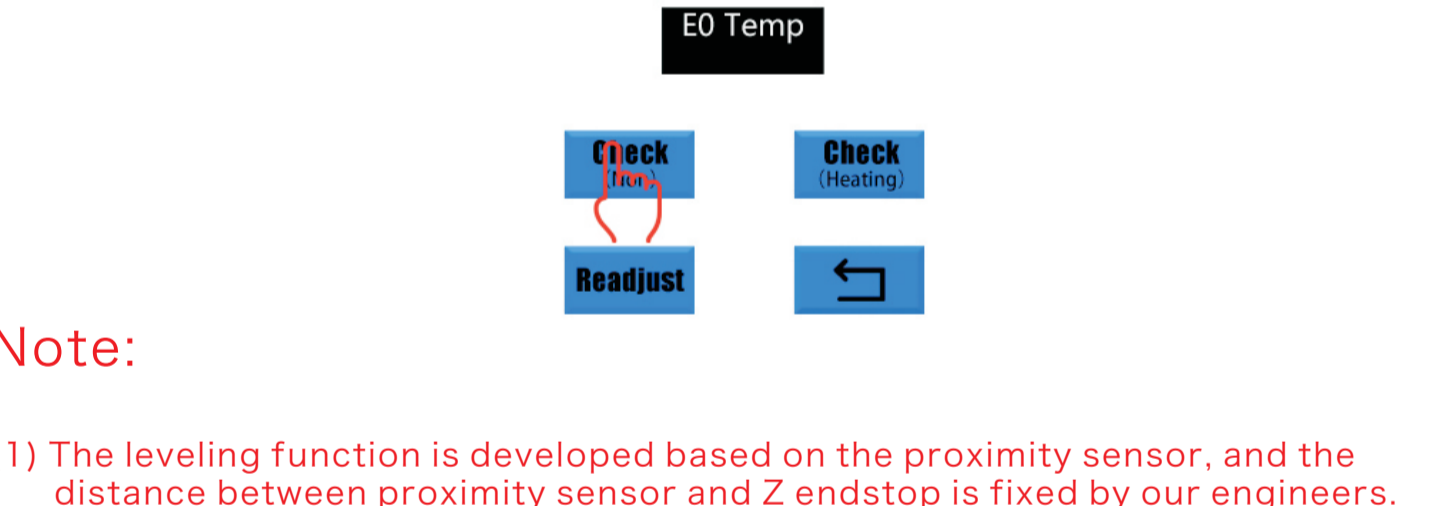 E0 Temp
Check Check
(Non) (Heating)
Readjust
Note:
1) The leveling function is developed based on the proximity sensor, and the
distance between proximity sensor and Z endstop is fixed by our engineers.